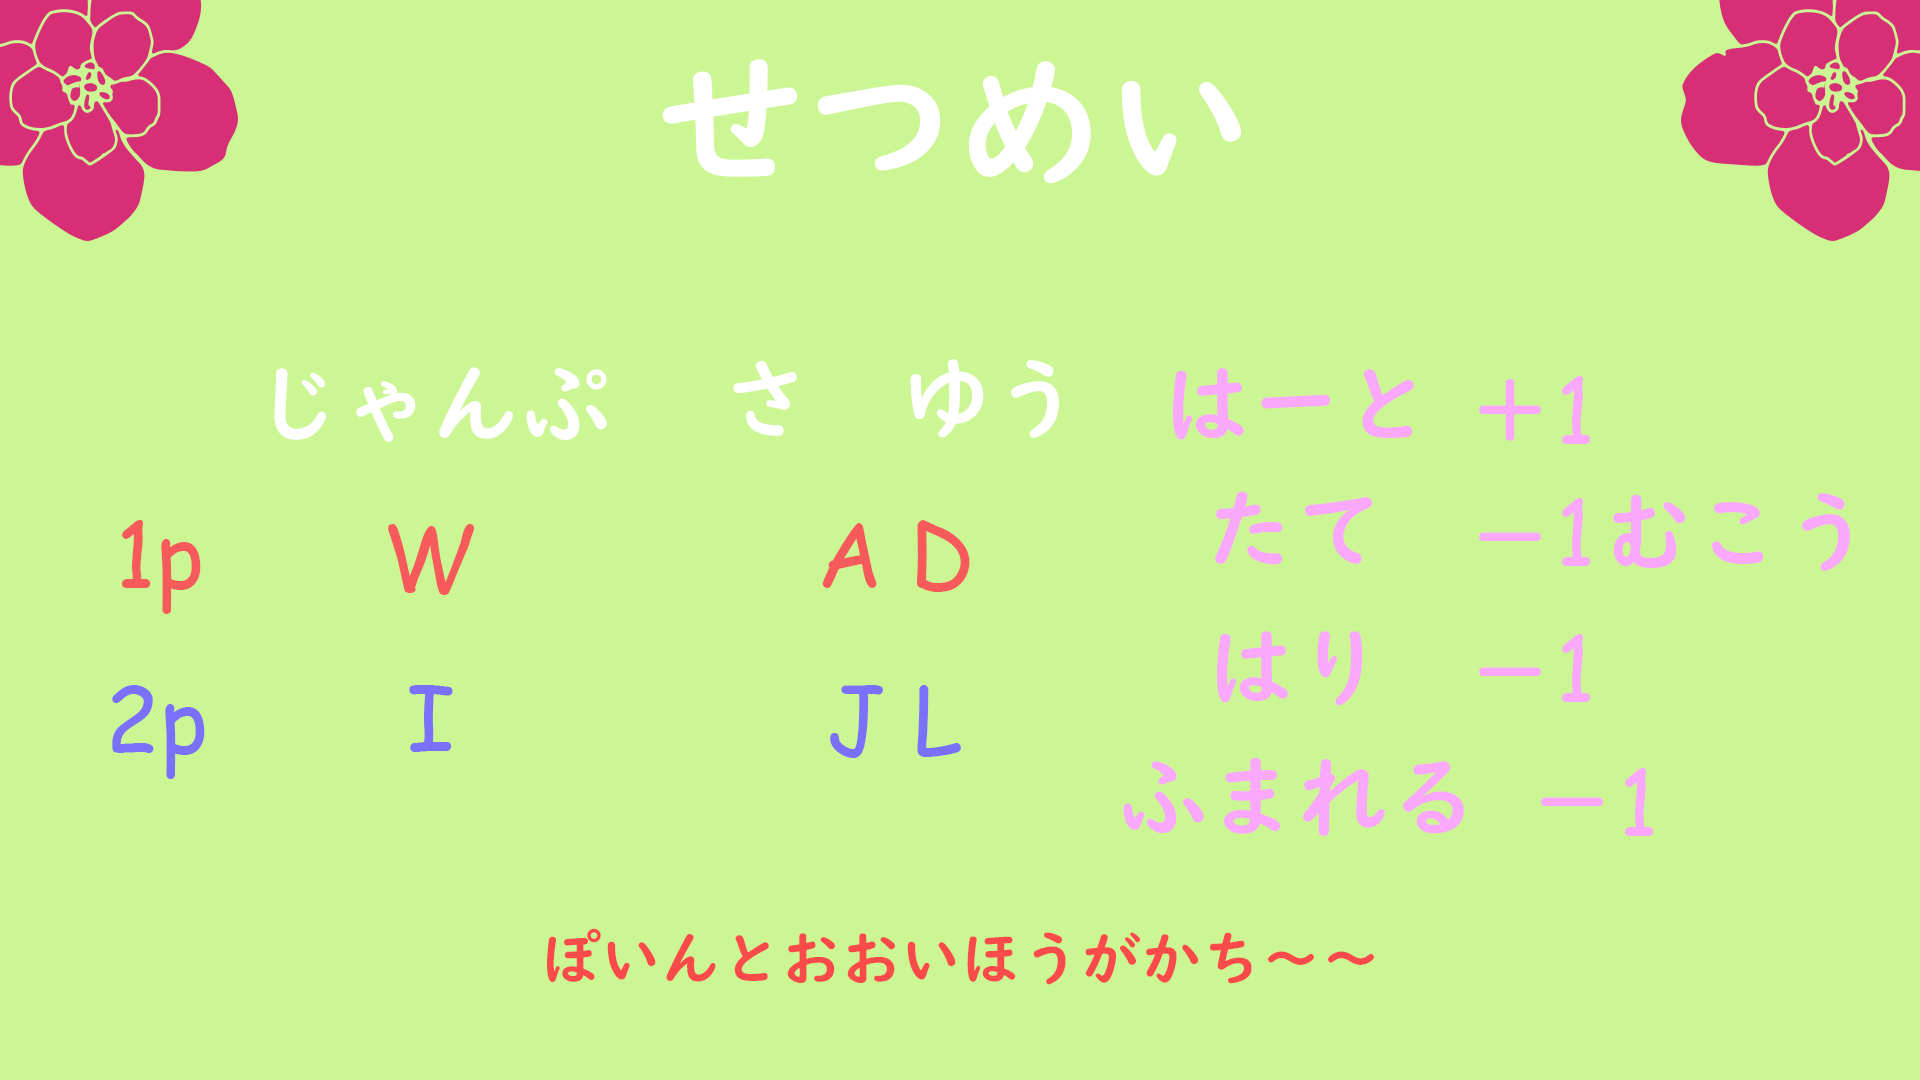 せつめい
じゃんぷ さ ゆう
1p W A D
2p I J L
はーと +1
たて -1むこう
はり -1
ふまれる -1
ぽいんとおおいほうがかち~~